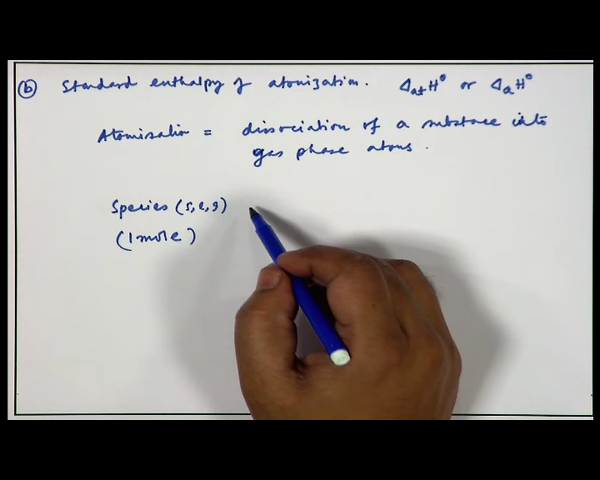 (b) Standard enthalpy of atomization. ΔatH° or ΔaH°
Atomisation = dissociation of a substance into
gas phase atoms.
Species (s,l,g)
(1 mole)